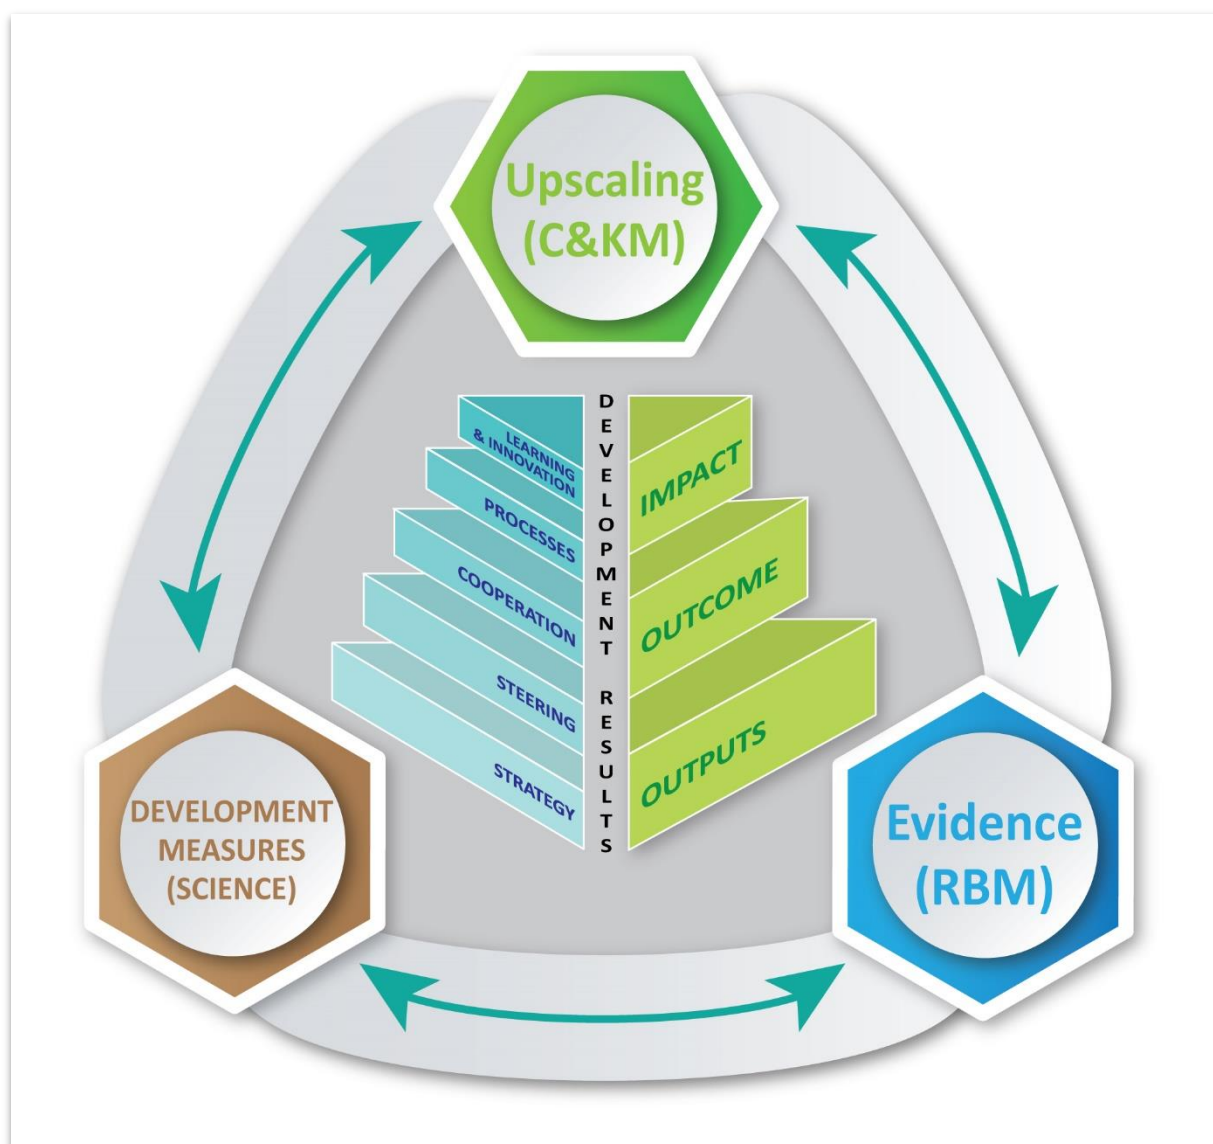 Upscaling
(C&KM)
LEARNING
& INNOVATION
PROCESSES
COOPERATION
STEERING
STRATEGY
DEVELOPMENT RESULTS
IMPACT
OUTCOME
OUTPUTS
DEVELOPMENT
MEASURES
(SCIENCE)
Evidence
(RBM)